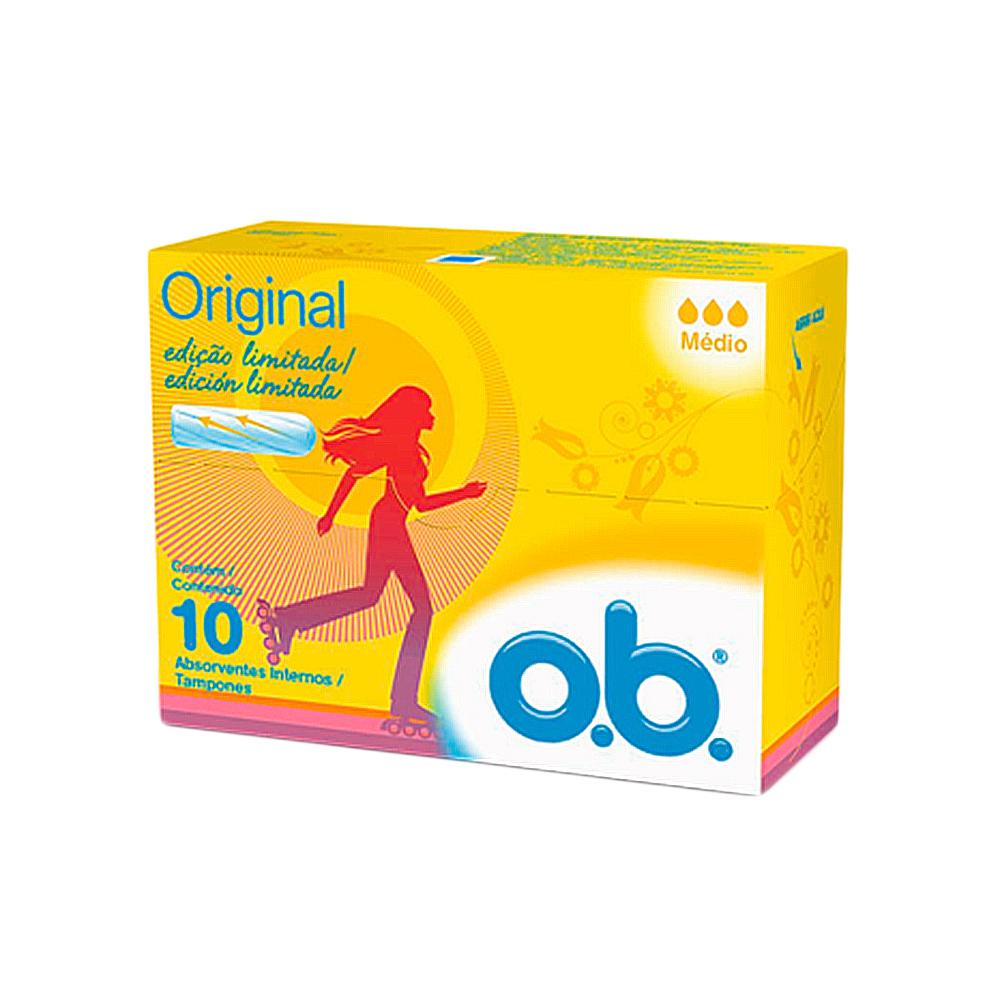 Original
edição limitada/
edición limitada
Médio
Contém /
Contenido
10
Absorventes Internos /
Tampones
o.b.®